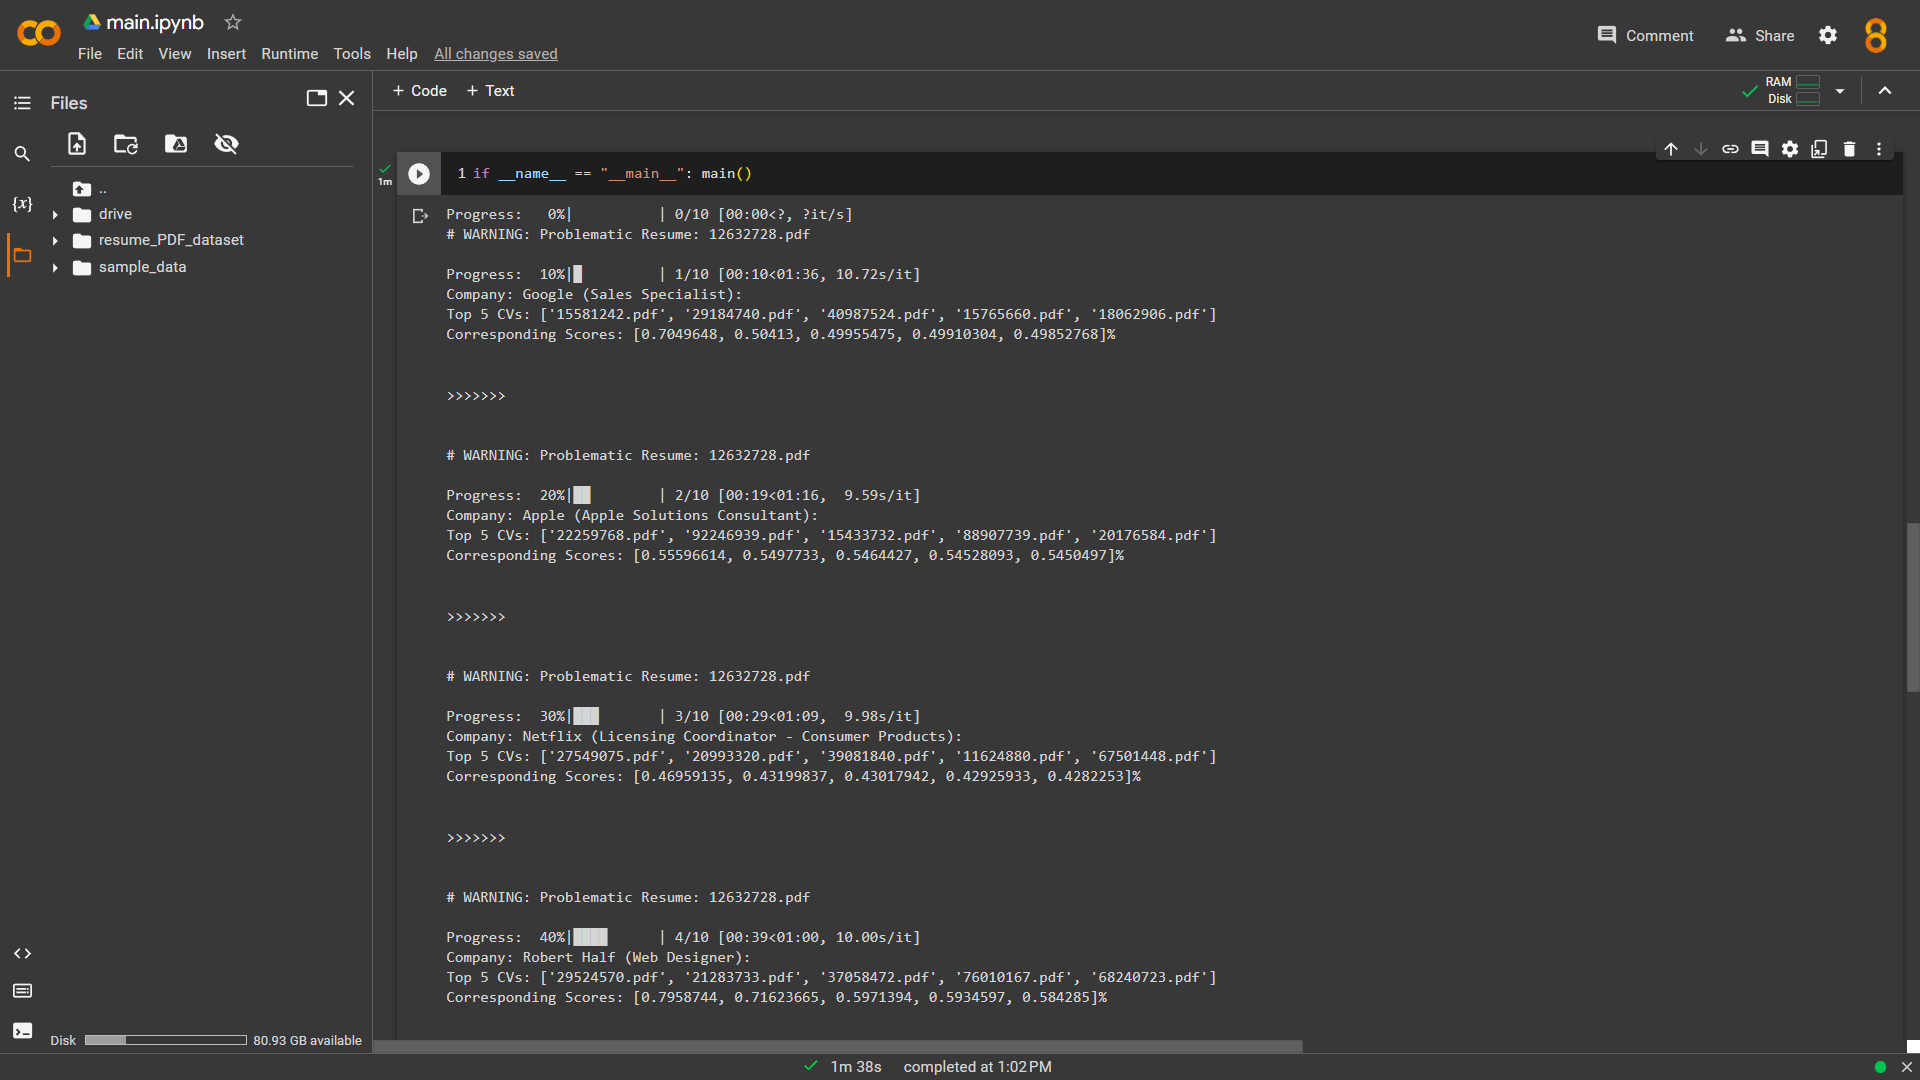 main.ipynb
File Edit View Insert Runtime Tools Help All changes saved
Comment Share
Files
+ Code + Text
RAM
Disk
{x}
..
drive
resume_PDF_dataset
sample_data
1m
1 if __name__ == "__main__": main()
Progress:   0%|          | 0/10 [00:00<?, ?it/s]
# WARNING: Problematic Resume: 12632728.pdf
Progress:  10%|█         | 1/10 [00:10<01:36, 10.72s/it]
Company: Google (Sales Specialist):
Top 5 CVs: ['15581242.pdf', '29184740.pdf', '40987524.pdf', '15765660.pdf', '18062906.pdf']
Corresponding Scores: [0.7049648, 0.50413, 0.49955475, 0.49910304, 0.49852768]%
>>>>>>>
# WARNING: Problematic Resume: 12632728.pdf
Progress:  20%|██        | 2/10 [00:19<01:16,  9.59s/it]
Company: Apple (Apple Solutions Consultant):
Top 5 CVs: ['22259768.pdf', '92246939.pdf', '15433732.pdf', '88907739.pdf', '20176584.pdf']
Corresponding Scores: [0.55596614, 0.5497733, 0.5464427, 0.54528093, 0.5450497]%
>>>>>>>
# WARNING: Problematic Resume: 12632728.pdf
Progress:  30%|███       | 3/10 [00:29<01:09,  9.98s/it]
Company: Netflix (Licensing Coordinator - Consumer Products):
Top 5 CVs: ['27549075.pdf', '20993320.pdf', '39081840.pdf', '11624880.pdf', '67501448.pdf']
Corresponding Scores: [0.46959135, 0.43199837, 0.43017942, 0.42925933, 0.4282253]%
>>>>>>>
# WARNING: Problematic Resume: 12632728.pdf
Progress:  40%|████      | 4/10 [00:39<01:00, 10.00s/it]
Company: Robert Half (Web Designer):
Top 5 CVs: ['29524570.pdf', '21283733.pdf', '37058472.pdf', '76010167.pdf', '68240723.pdf']
Corresponding Scores: [0.7958744, 0.71623665, 0.5971394, 0.5934597, 0.584285]%
Disk 80.93 GB available
1m 38s completed at 1:02 PM